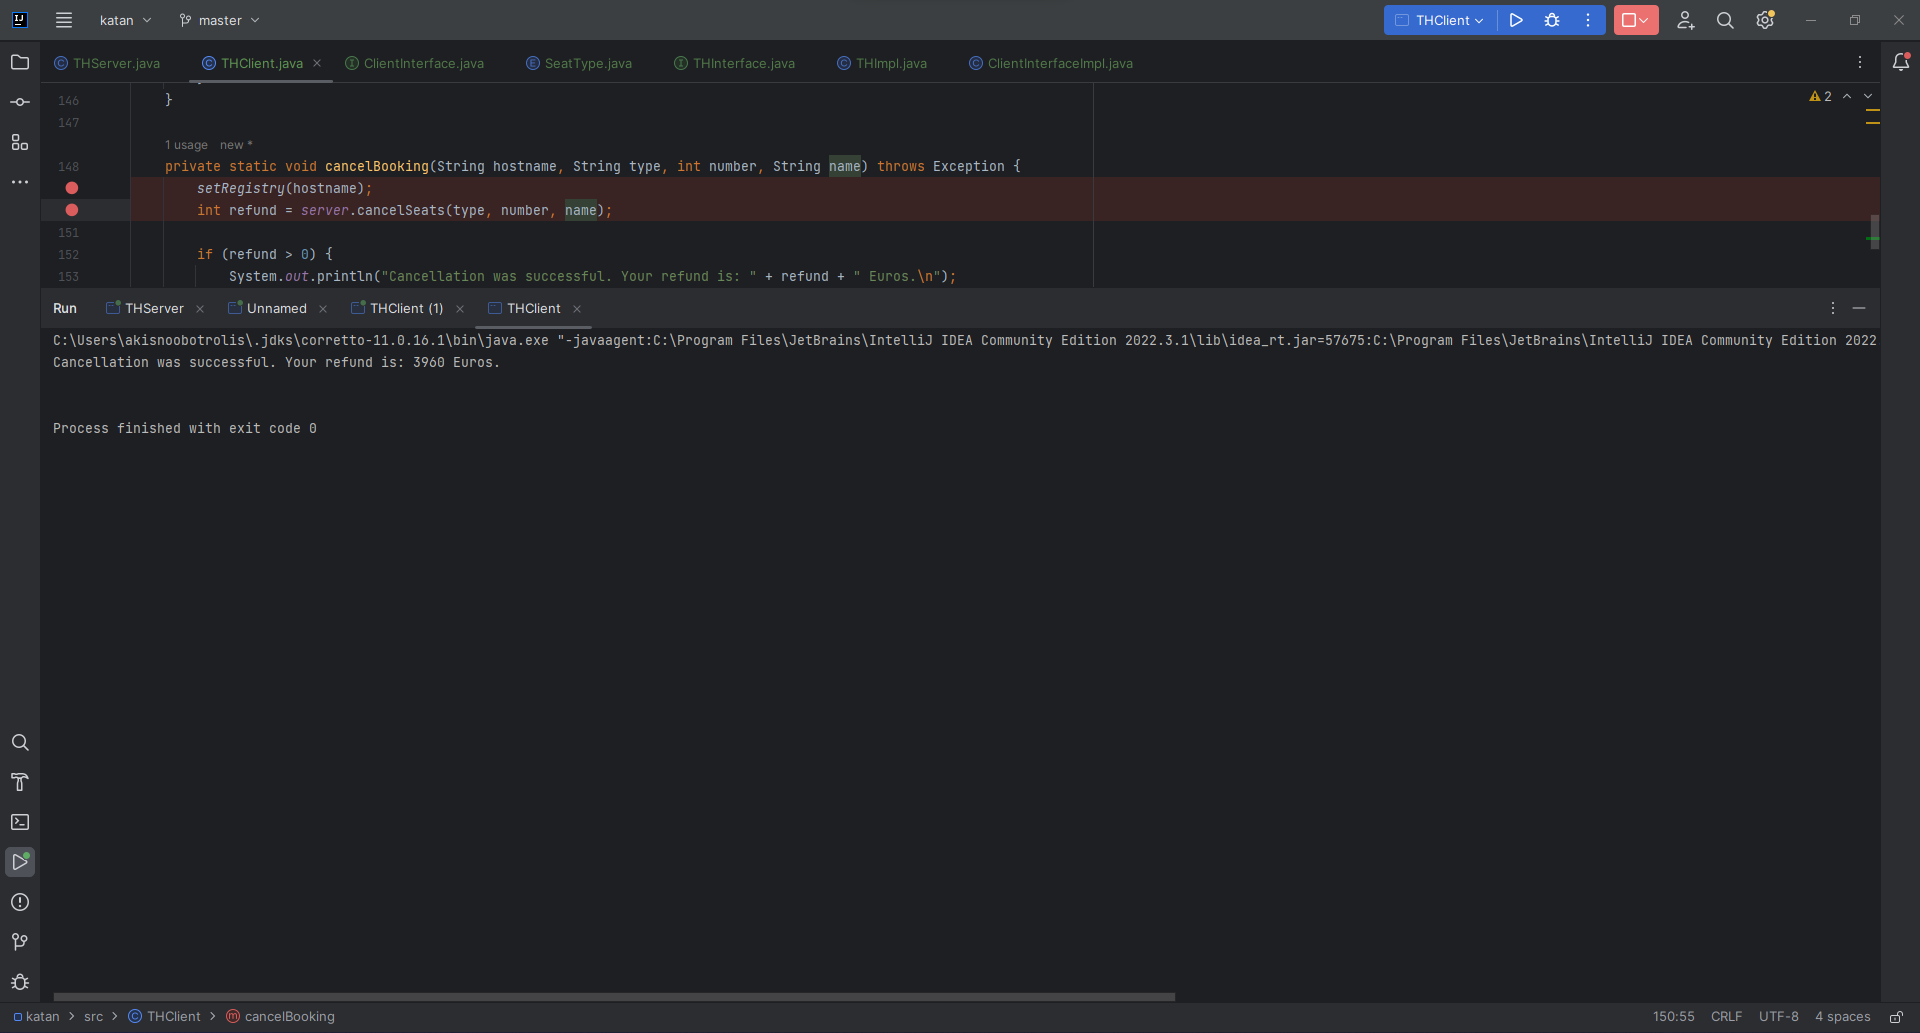 IJ katan master THClient
THServer.java THClient.java ClientInterface.java SeatType.java THInterface.java THImpl.java ClientInterfaceImpl.java
146 }
147
2
1 usage new *
148 private static void cancelBooking(String hostname, String type, int number, String name) throws Exception {
setRegistry(hostname);
int refund = server.cancelSeats(type, number, name);
151
152 if (refund > 0) {
153 System.out.println("Cancellation was successful. Your refund is: " + refund + " Euros.\n");
Run THServer Unnamed THClient (1) THClient
C:\Users\akisnoobotrolis\.jdks\corretto-11.0.16.1\bin\java.exe "-javaagent:C:\Program Files\JetBrains\IntelliJ IDEA Community Edition 2022.3.1\lib\idea_rt.jar=57675:C:\Program Files\JetBrains\IntelliJ IDEA Community Edition 2022
Cancellation was successful. Your refund is: 3960 Euros.
Process finished with exit code 0
katan > src > THClient > cancelBooking 150:55 CRLF UTF-8 4 spaces